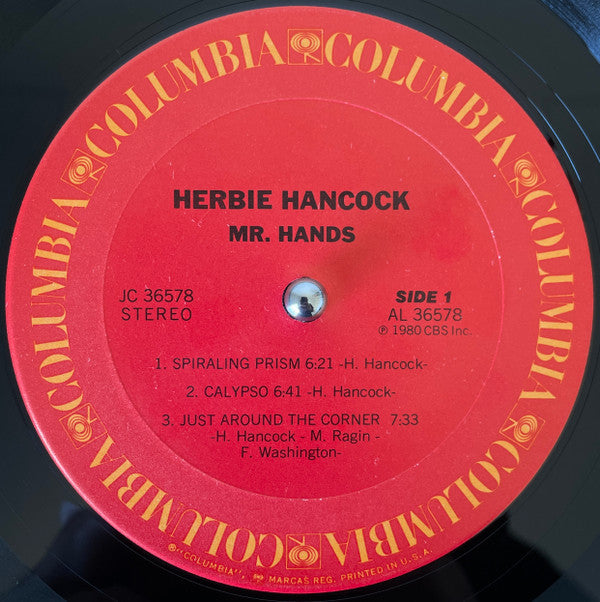 COLUMBIA COLUMBIA COLUMBIA COLUMBIA COLUMBIA COLUMBIA COLUMBIA COLUMBIA
HERBIE HANCOCK
MR. HANDS
JC 36578
STEREO
SIDE 1
AL 36578
℗ 1980 CBS Inc.
1. SPIRALING PRISM 6:21 -H. Hancock-
2. CALYPSO 6:41 -H. Hancock-
3. JUST AROUND THE CORNER 7:33
-H. Hancock - M. Ragin -
F. Washington-
®"COLUMBIA", MARCAS REG. PRINTED IN U.S.A.